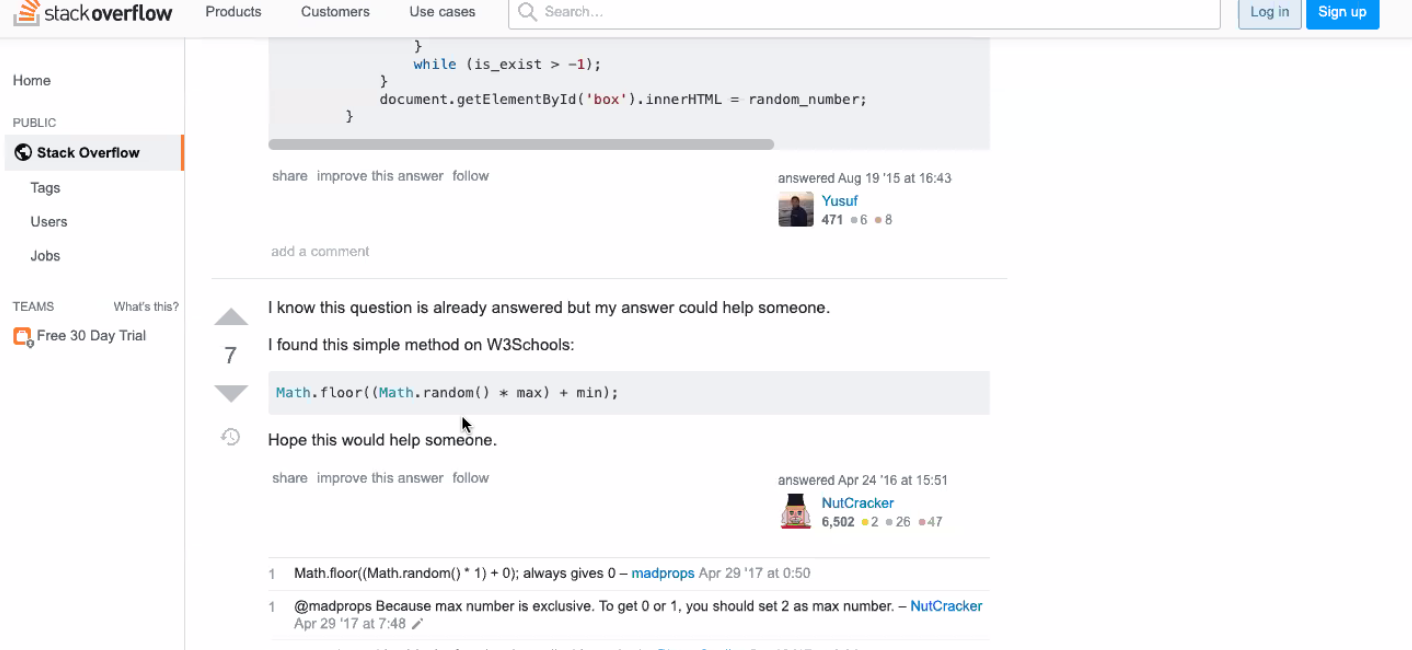 stackoverflow
Products
Customers
Use cases
Search...
Log in
Sign up
Home
PUBLIC
Stack Overflow
Tags
Users
Jobs
TEAMS
What's this?
Free 30 Day Trial
}
while (is_exist > -1);
}
document.getElementById('box').innerHTML = random_number;
}
share improve this answer follow
answered Aug 19 '15 at 16:43
Yusuf
471 6 8
add a comment
I know this question is already answered but my answer could help someone.
7
I found this simple method on W3Schools:
Math.floor((Math.random() * max) + min);
Hope this would help someone.
share improve this answer follow
answered Apr 24 '16 at 15:51
NutCracker
6,502 2 26 47
1 Math.floor((Math.random() * 1) + 0); always gives 0 – madprops Apr 29 '17 at 0:50
1 @madprops Because max number is exclusive. To get 0 or 1, you should set 2 as max number. – NutCracker
Apr 29 '17 at 7:48